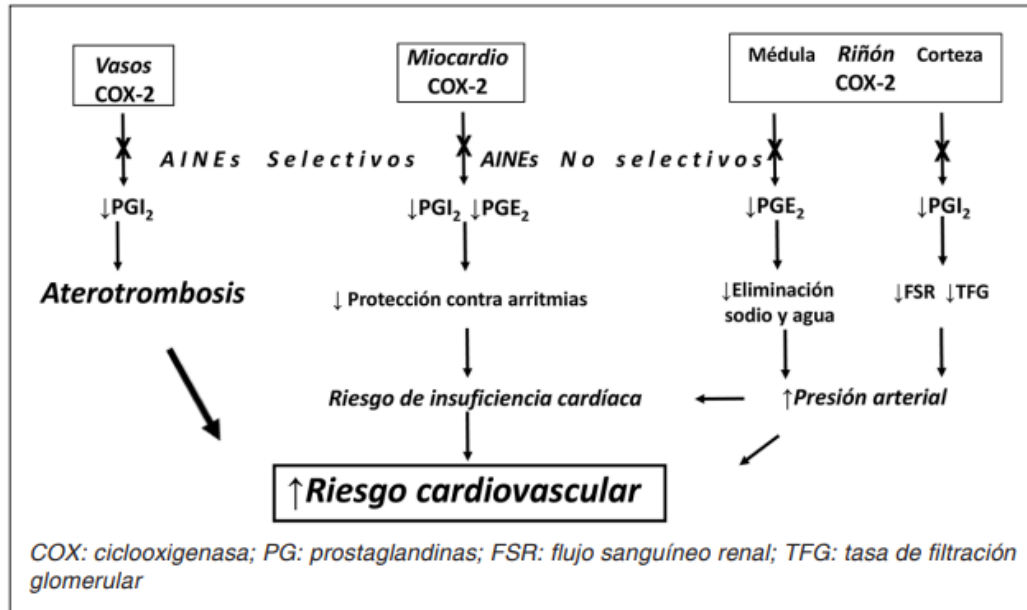 Vasos
COX-2
Miocardio
COX-2
Médula Riñón Corteza
COX-2
AINEs Selectivos
AINEs No selectivos
↓PGI₂
↓PGI₂ ↓PGE₂
↓PGE₂
↓PGI₂
Aterotrombosis
↓ Protección contra arritmias
↓Eliminación
sodio y agua
↓FSR ↓TFG
Riesgo de insuficiencia cardíaca
↑Presión arterial
↑Riesgo cardiovascular
COX: ciclooxigenasa; PG: prostaglandinas; FSR: flujo sanguíneo renal; TFG: tasa de filtración
glomerular